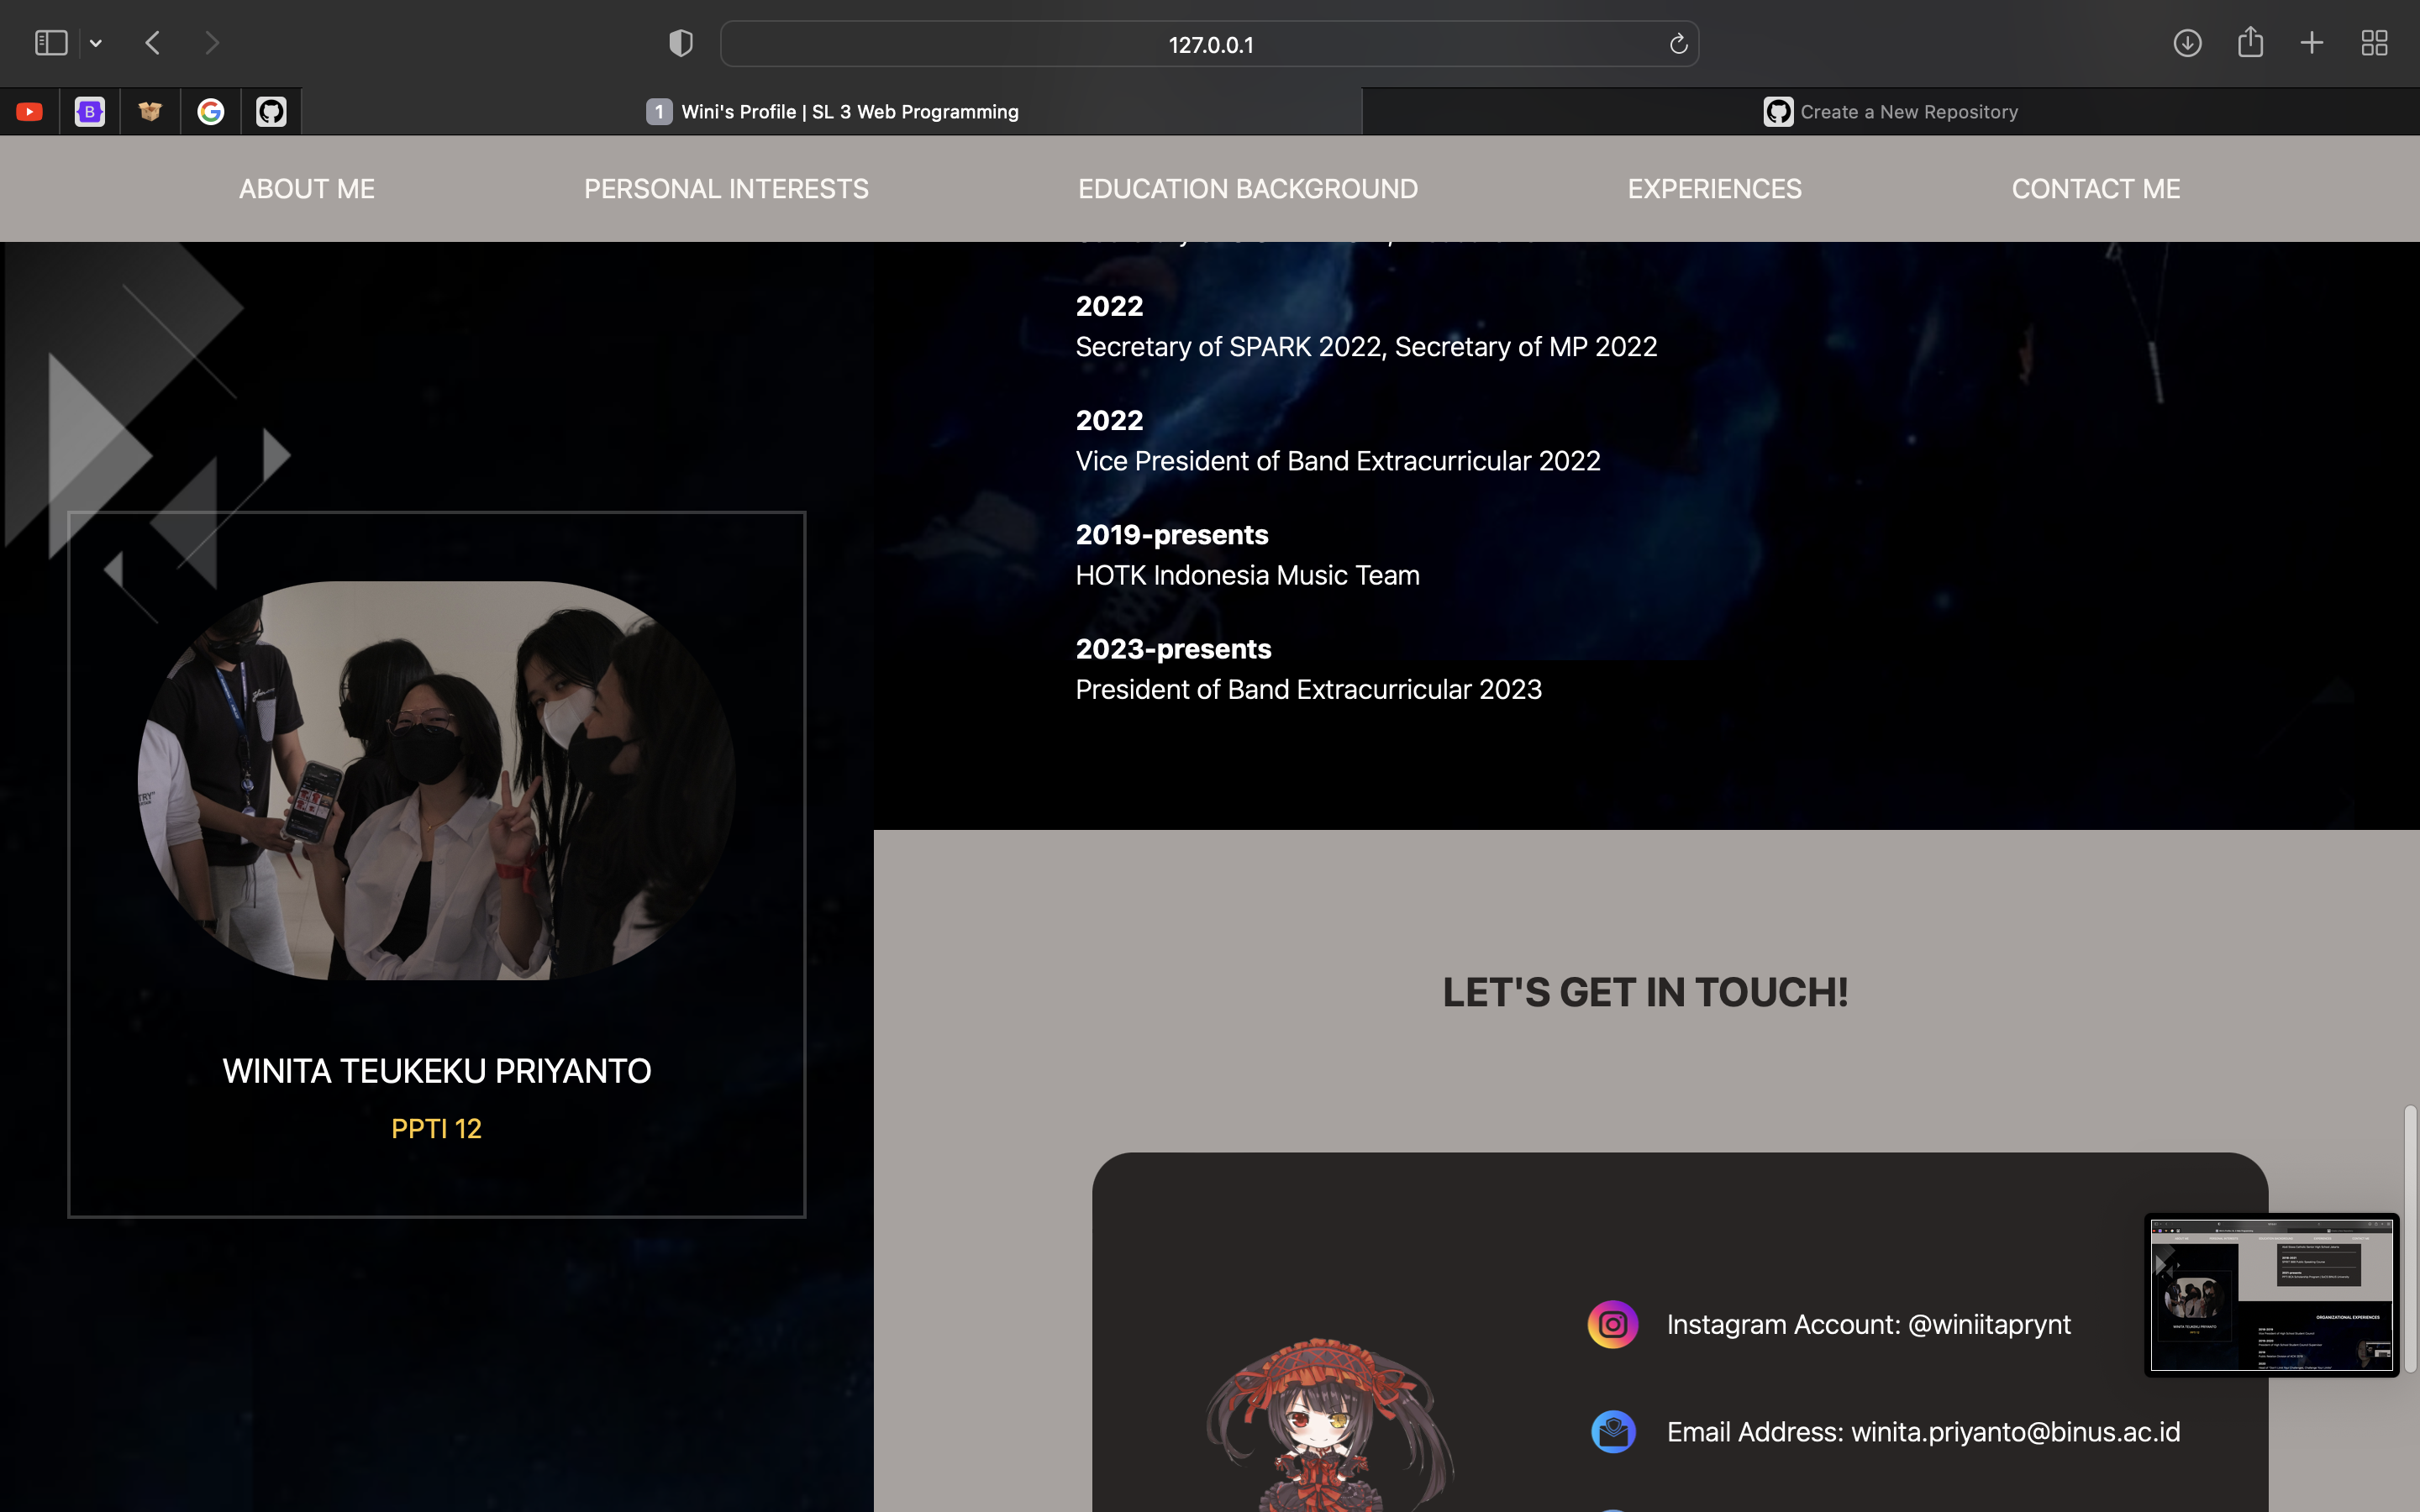 127.0.0.1
1 Wini's Profile | SL 3 Web Programming
Create a New Repository
ABOUT ME
PERSONAL INTERESTS
EDUCATION BACKGROUND
EXPERIENCES
CONTACT ME
WINITA TEUKEKU PRIYANTO
PPTI 12
2022
Secretary of SPARK 2022, Secretary of MP 2022
2022
Vice President of Band Extracurricular 2022
2019-presents
HOTK Indonesia Music Team
2023-presents
President of Band Extracurricular 2023
LET'S GET IN TOUCH!
Instagram Account: @winiitaprynt
Email Address: winita.priyanto@binus.ac.id
ORGANIZATIONAL EXPERIENCES